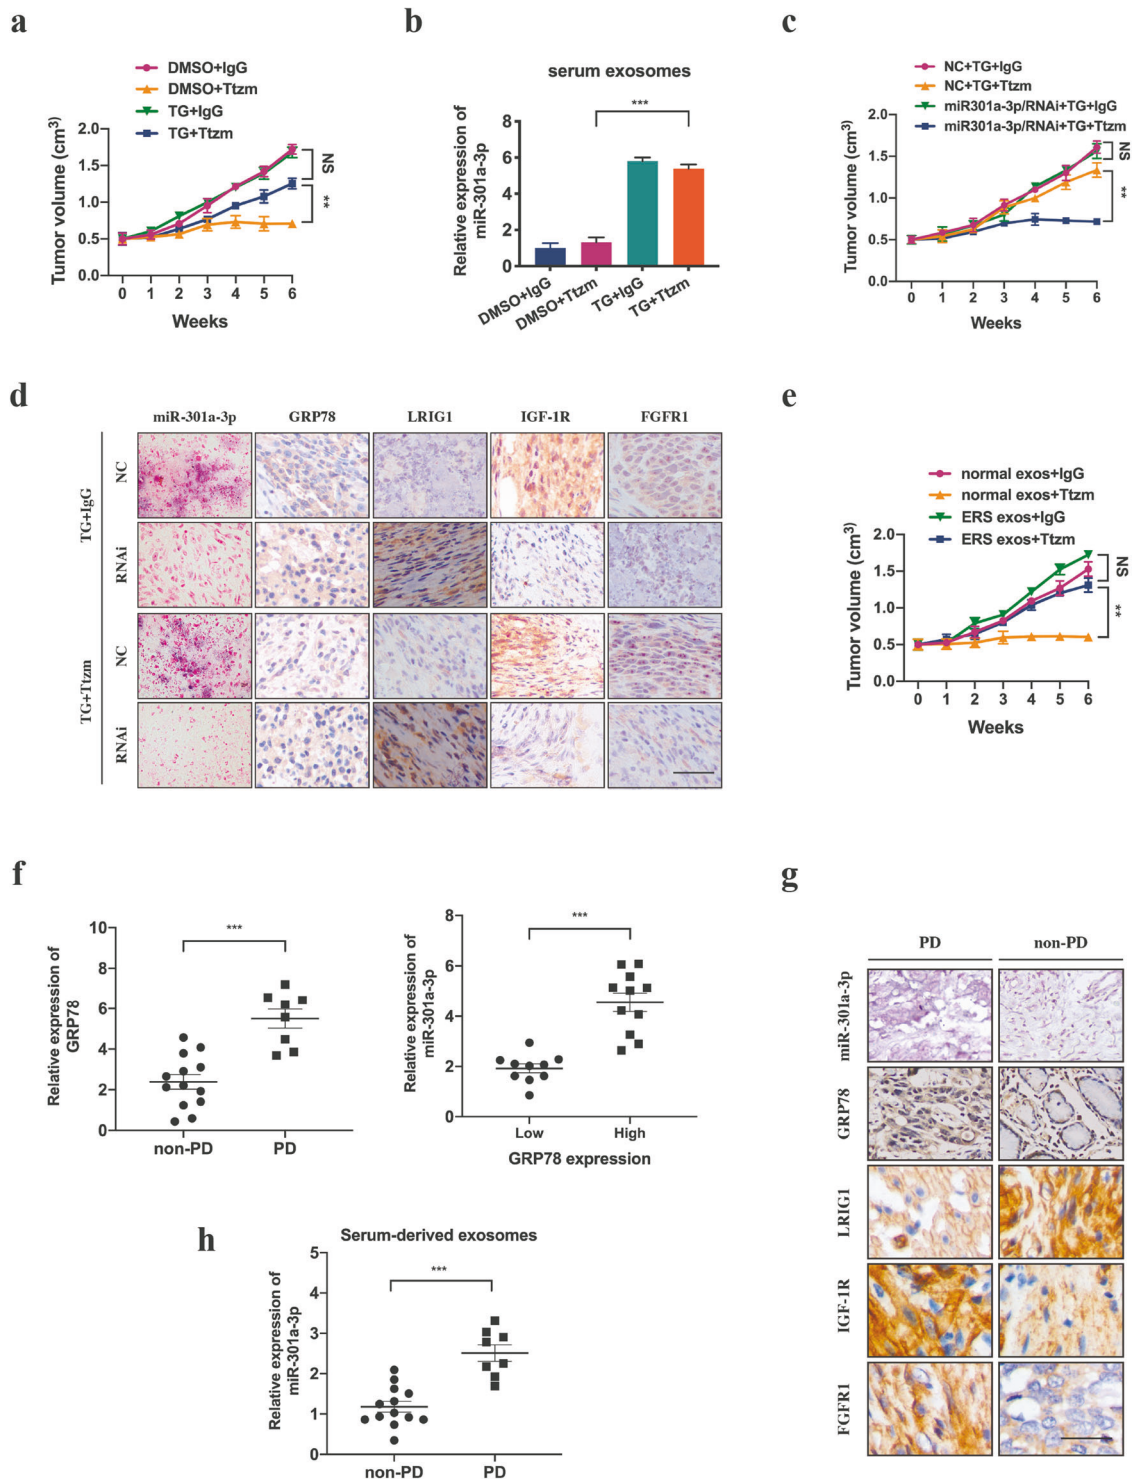 a
DMSO+IgG
DMSO+Ttzm
TG+IgG
TG+Ttzm
Tumor volume (cm³)
2.0
1.5
1.0
0.5
0.0
0 1 2 3 4 5 6
Weeks
NS
**
b
serum exosomes
***
Relative expression of
miR-301a-3p
8
6
4
2
0
DMSO+IgG
DMSO+Ttzm
TG+IgG
TG+Ttzm
c
NC+TG+IgG
NC+TG+Ttzm
miR301a-3p/RNAi+TG+IgG
miR301a-3p/RNAi+TG+Ttzm
Tumor volume (cm³)
2.0
1.5
1.0
0.5
0.0
0 1 2 3 4 5 6
Weeks
NS
**
d
miR-301a-3p GRP78 LRIG1 IGF-1R FGFR1
TG+IgG
NC
RNAi
TG+Ttzm
NC
RNAi
e
normal exos+IgG
normal exos+Ttzm
ERS exos+IgG
ERS exos+Ttzm
Tumor volume (cm³)
2.0
1.5
1.0
0.5
0.0
0 1 2 3 4 5 6
Weeks
NS
**
f
Relative expression of
GRP78
10
8
6
4
2
0
***
non-PD PD
Relative expression of
miR-301a-3p
8
6
4
2
0
***
Low High
GRP78 expression
g
PD non-PD
miR-301a-3p
GRP78
LRIG1
IGF-1R
FGFR1
h
Serum-derived exosomes
Relative expression of
miR-301a-3p
5
4
3
2
1
0
***
non-PD PD